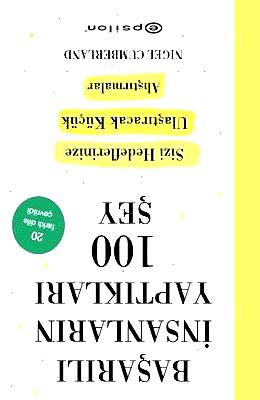 BAŞARILI
İNSANLARIN
YAPTIKLARI
100
ŞEY
20
farklı dile
çevrildi
Sizi Hedeflerinize
Ulaştıracak Küçük
Alıştırmalar
NIGEL CUMBERLAND
epsilon